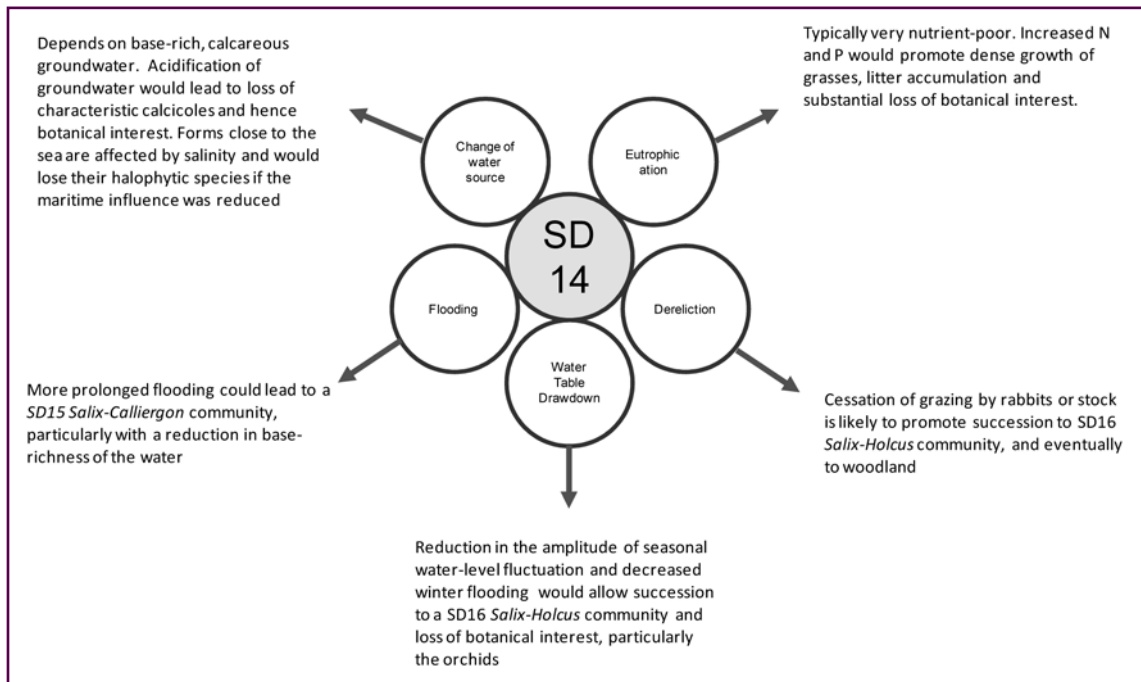 Depends on base-rich, calcareous
groundwater. Acidification of
groundwater would lead to loss of
characteristic calcicoles and hence
botanical interest. Forms close to the
sea are affected by salinity and would
lose their halophytic species if the
maritime influence was reduced
Typically very nutrient-poor. Increased N
and P would promote dense growth of
grasses, litter accumulation and
substantial loss of botanical interest.
Change of
water
source
Eutrophic
ation
SD
14
Flooding
Dereliction
Water
Table
Drawdown
More prolonged flooding could lead to a
SD15 Salix-Calliergon community,
particularly with a reduction in base-
richness of the water
Cessation of grazing by rabbits or stock
is likely to promote succession to SD16
Salix-Holcus community, and eventually
to woodland
Reduction in the amplitude of seasonal
water-level fluctuation and decreased
winter flooding would allow succession
to a SD16 Salix-Holcus community and
loss of botanical interest, particularly
the orchids